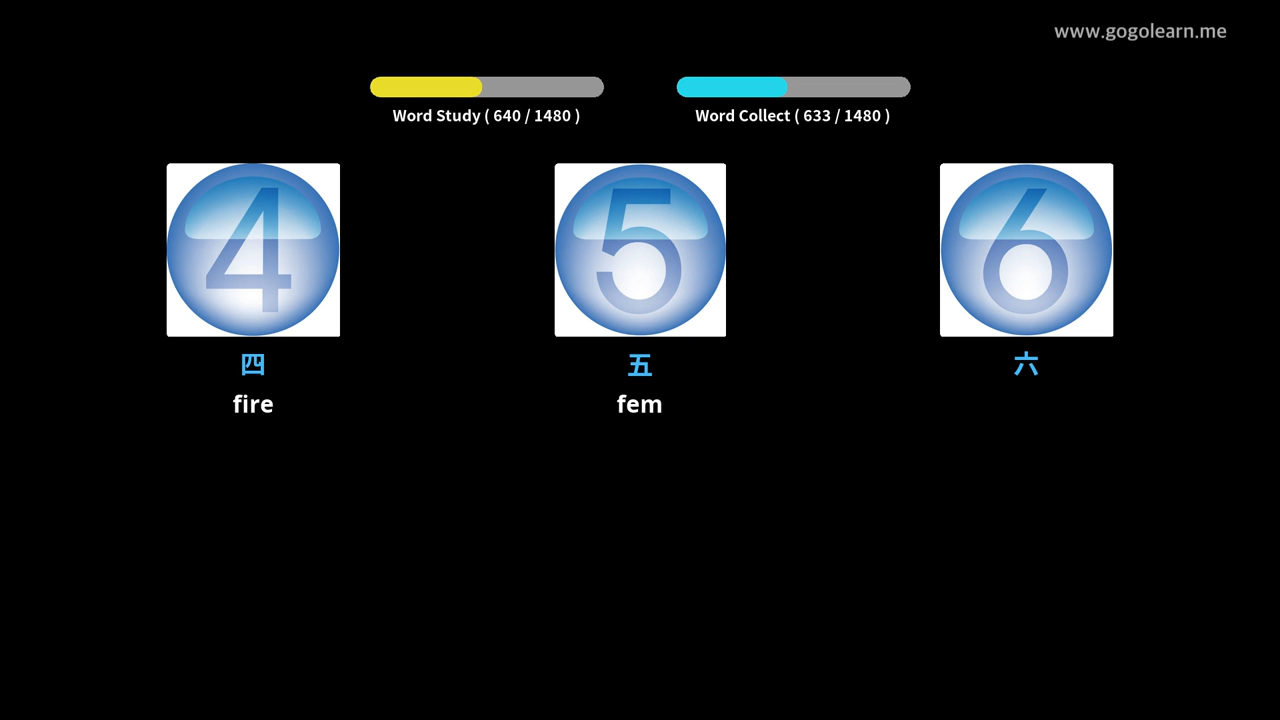 www.gogolearn.me
Word Study ( 640 / 1480 )
Word Collect ( 633 / 1480 )
4
5
6
四
五
六
fire
fem